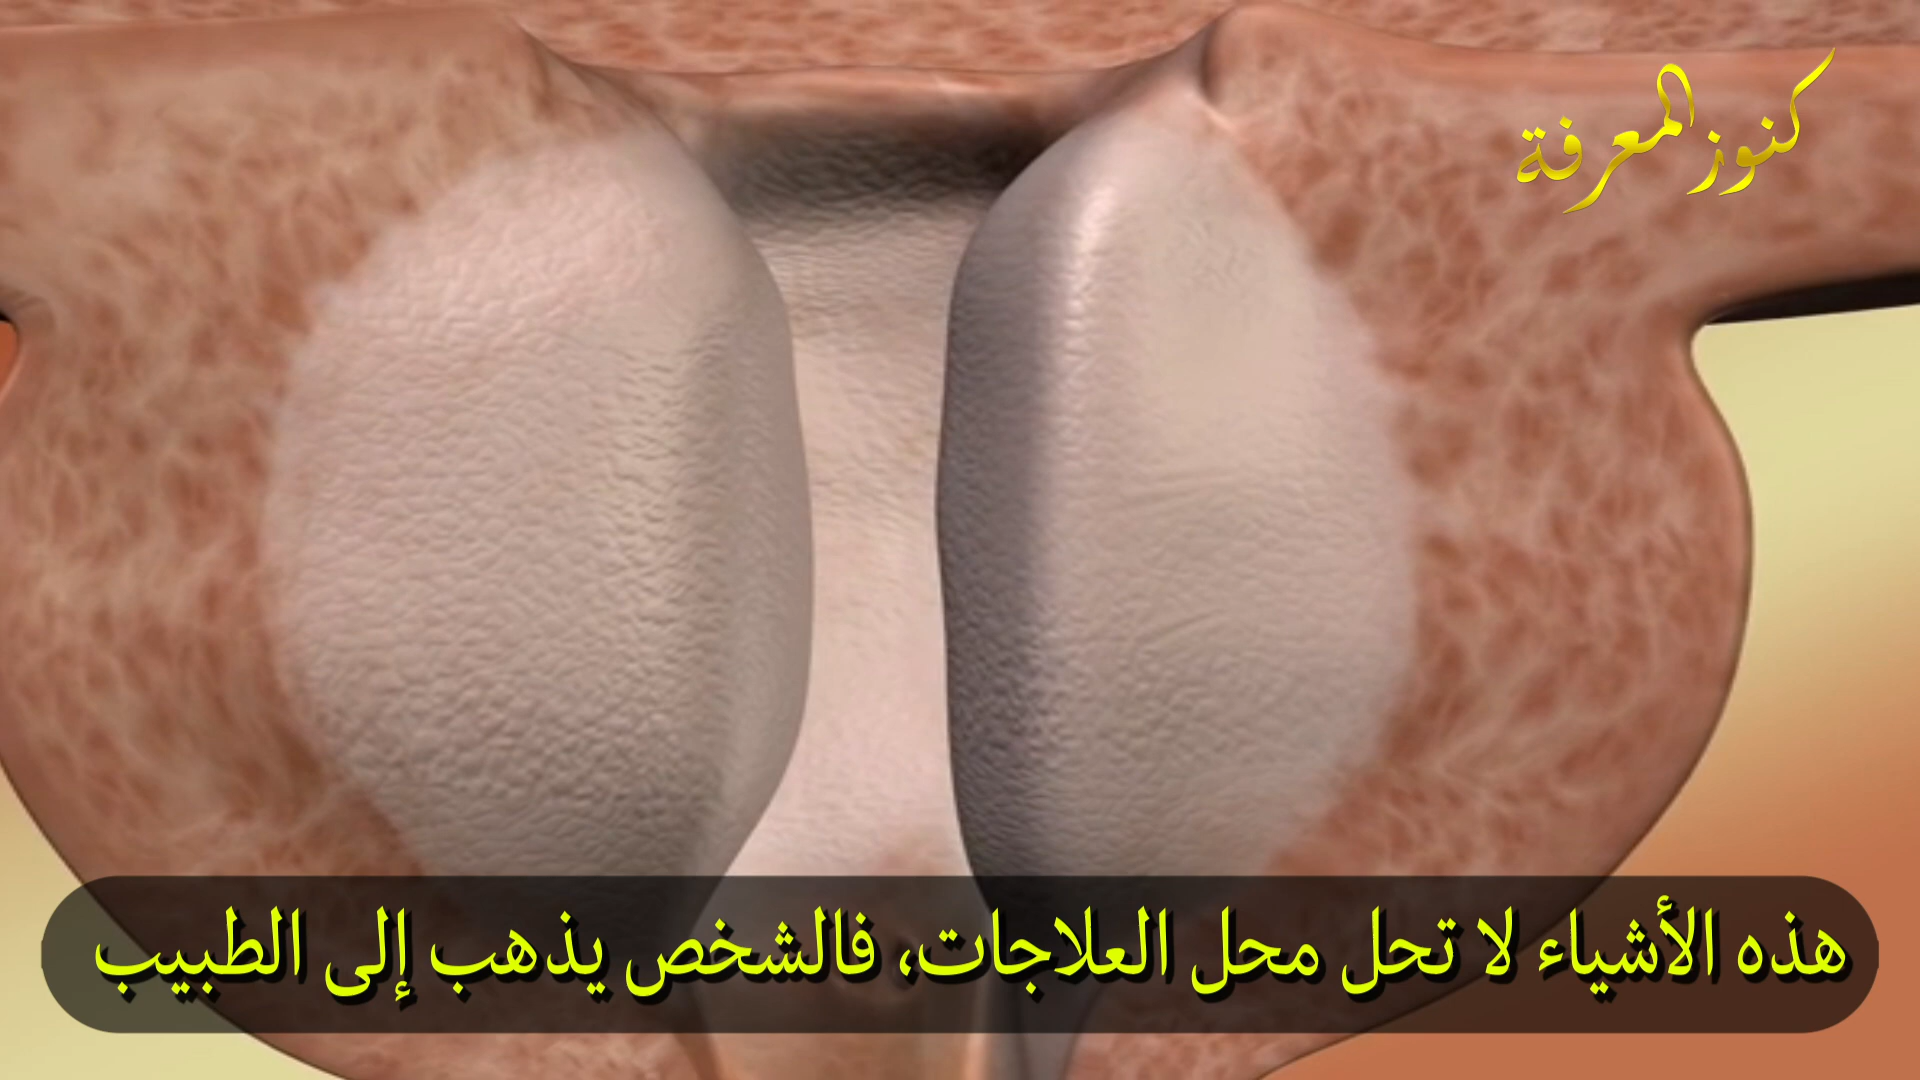 كنوز المعرفة
هذه الأشياء لا تحل محل العلاجات، فالشخص يذهب إلى الطبيب